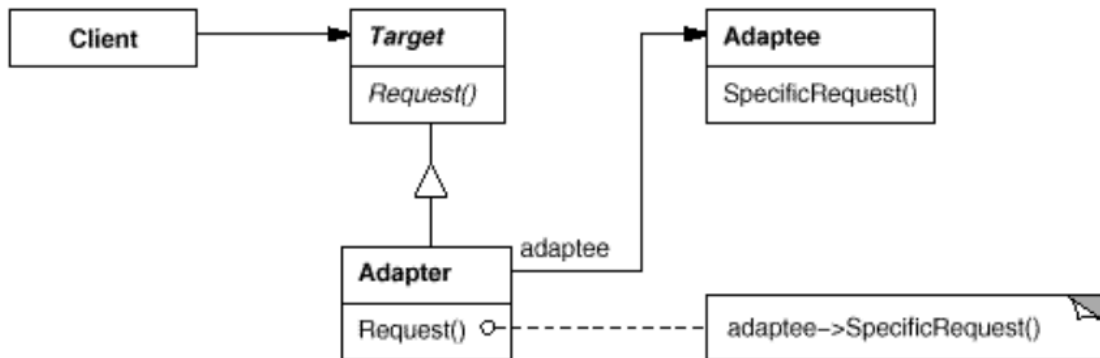 Client
Target
Adaptee
Request()
SpecificRequest()
adaptee
Adapter
Request()
adaptee−>SpecificRequest()